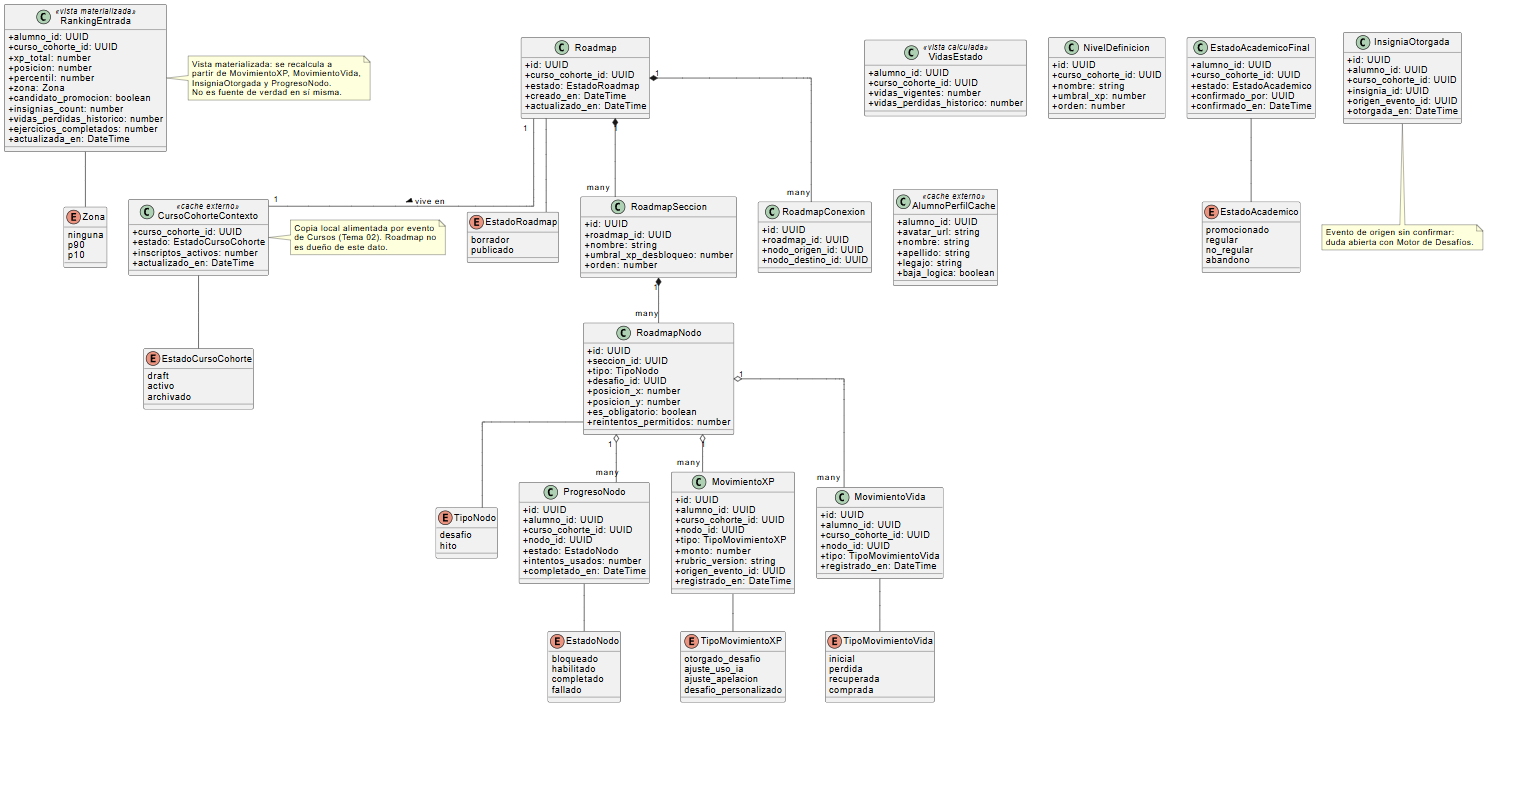 «vista materializada»
RankingEntrada
+alumno_id: UUID
+curso_cohorte_id: UUID
+xp_total: number
+posicion: number
+percentil: number
+zona: Zona
+candidato_promocion: boolean
+insignias_count: number
+vidas_perdidas_historico: number
+ejercicios_completados: number
+actualizada_en: DateTime
Vista materializada: se recalcula a
partir de MovimientoXP, MovimientoVida,
InsigniaOtorgada y ProgresoNodo.
No es fuente de verdad en sí misma.
Roadmap
+id: UUID
+curso_cohorte_id: UUID
+estado: EstadoRoadmap
+creado_en: DateTime
+actualizado_en: DateTime
«vista calculada»
VidasEstado
+alumno_id: UUID
+curso_cohorte_id: UUID
+vidas_vigentes: number
+vidas_perdidas_historico: number
NivelDefinicion
+id: UUID
+curso_cohorte_id: UUID
+nombre: string
+umbral_xp: number
+orden: number
EstadoAcademicoFinal
+alumno_id: UUID
+curso_cohorte_id: UUID
+estado: EstadoAcademico
+confirmado_por: UUID
+confirmado_en: DateTime
InsigniaOtorgada
+id: UUID
+alumno_id: UUID
+curso_cohorte_id: UUID
+insignia_id: UUID
+origen_evento_id: UUID
+otorgada_en: DateTime
1
1
1
many
many
1
vive en
Zona
ninguna
p90
p10
«cache externo»
CursoCohorteContexto
+curso_cohorte_id: UUID
+estado: EstadoCursoCohorte
+inscriptos_activos: number
+actualizado_en: DateTime
Copia local alimentada por evento
de Cursos (Tema 02). Roadmap no
es dueño de este dato.
EstadoRoadmap
borrador
publicado
RoadmapSeccion
+id: UUID
+roadmap_id: UUID
+nombre: string
+umbral_xp_desbloqueo: number
+orden: number
RoadmapConexion
+id: UUID
+roadmap_id: UUID
+nodo_origen_id: UUID
+nodo_destino_id: UUID
«cache externo»
AlumnoPerfilCache
+alumno_id: UUID
+avatar_url: string
+nombre: string
+apellido: string
+legajo: string
+baja_logica: boolean
EstadoAcademico
promocionado
regular
no_regular
abandono
Evento de origen sin confirmar:
duda abierta con Motor de Desafíos.
1
many
EstadoCursoCohorte
draft
activo
archivado
RoadmapNodo
+id: UUID
+seccion_id: UUID
+tipo: TipoNodo
+desafio_id: UUID
+posicion_x: number
+posicion_y: number
+es_obligatorio: boolean
+reintentos_permitidos: number
1
1
1
many
many
many
TipoNodo
desafio
hito
ProgresoNodo
+id: UUID
+alumno_id: UUID
+curso_cohorte_id: UUID
+nodo_id: UUID
+estado: EstadoNodo
+intentos_usados: number
+completado_en: DateTime
MovimientoXP
+id: UUID
+alumno_id: UUID
+curso_cohorte_id: UUID
+nodo_id: UUID
+tipo: TipoMovimientoXP
+monto: number
+rubric_version: string
+origen_evento_id: UUID
+registrado_en: DateTime
MovimientoVida
+id: UUID
+alumno_id: UUID
+curso_cohorte_id: UUID
+nodo_id: UUID
+tipo: TipoMovimientoVida
+registrado_en: DateTime
EstadoNodo
bloqueado
habilitado
completado
fallado
TipoMovimientoXP
otorgado_desafio
ajuste_uso_ia
ajuste_apelacion
desafio_personalizado
TipoMovimientoVida
inicial
perdida
recuperada
comprada